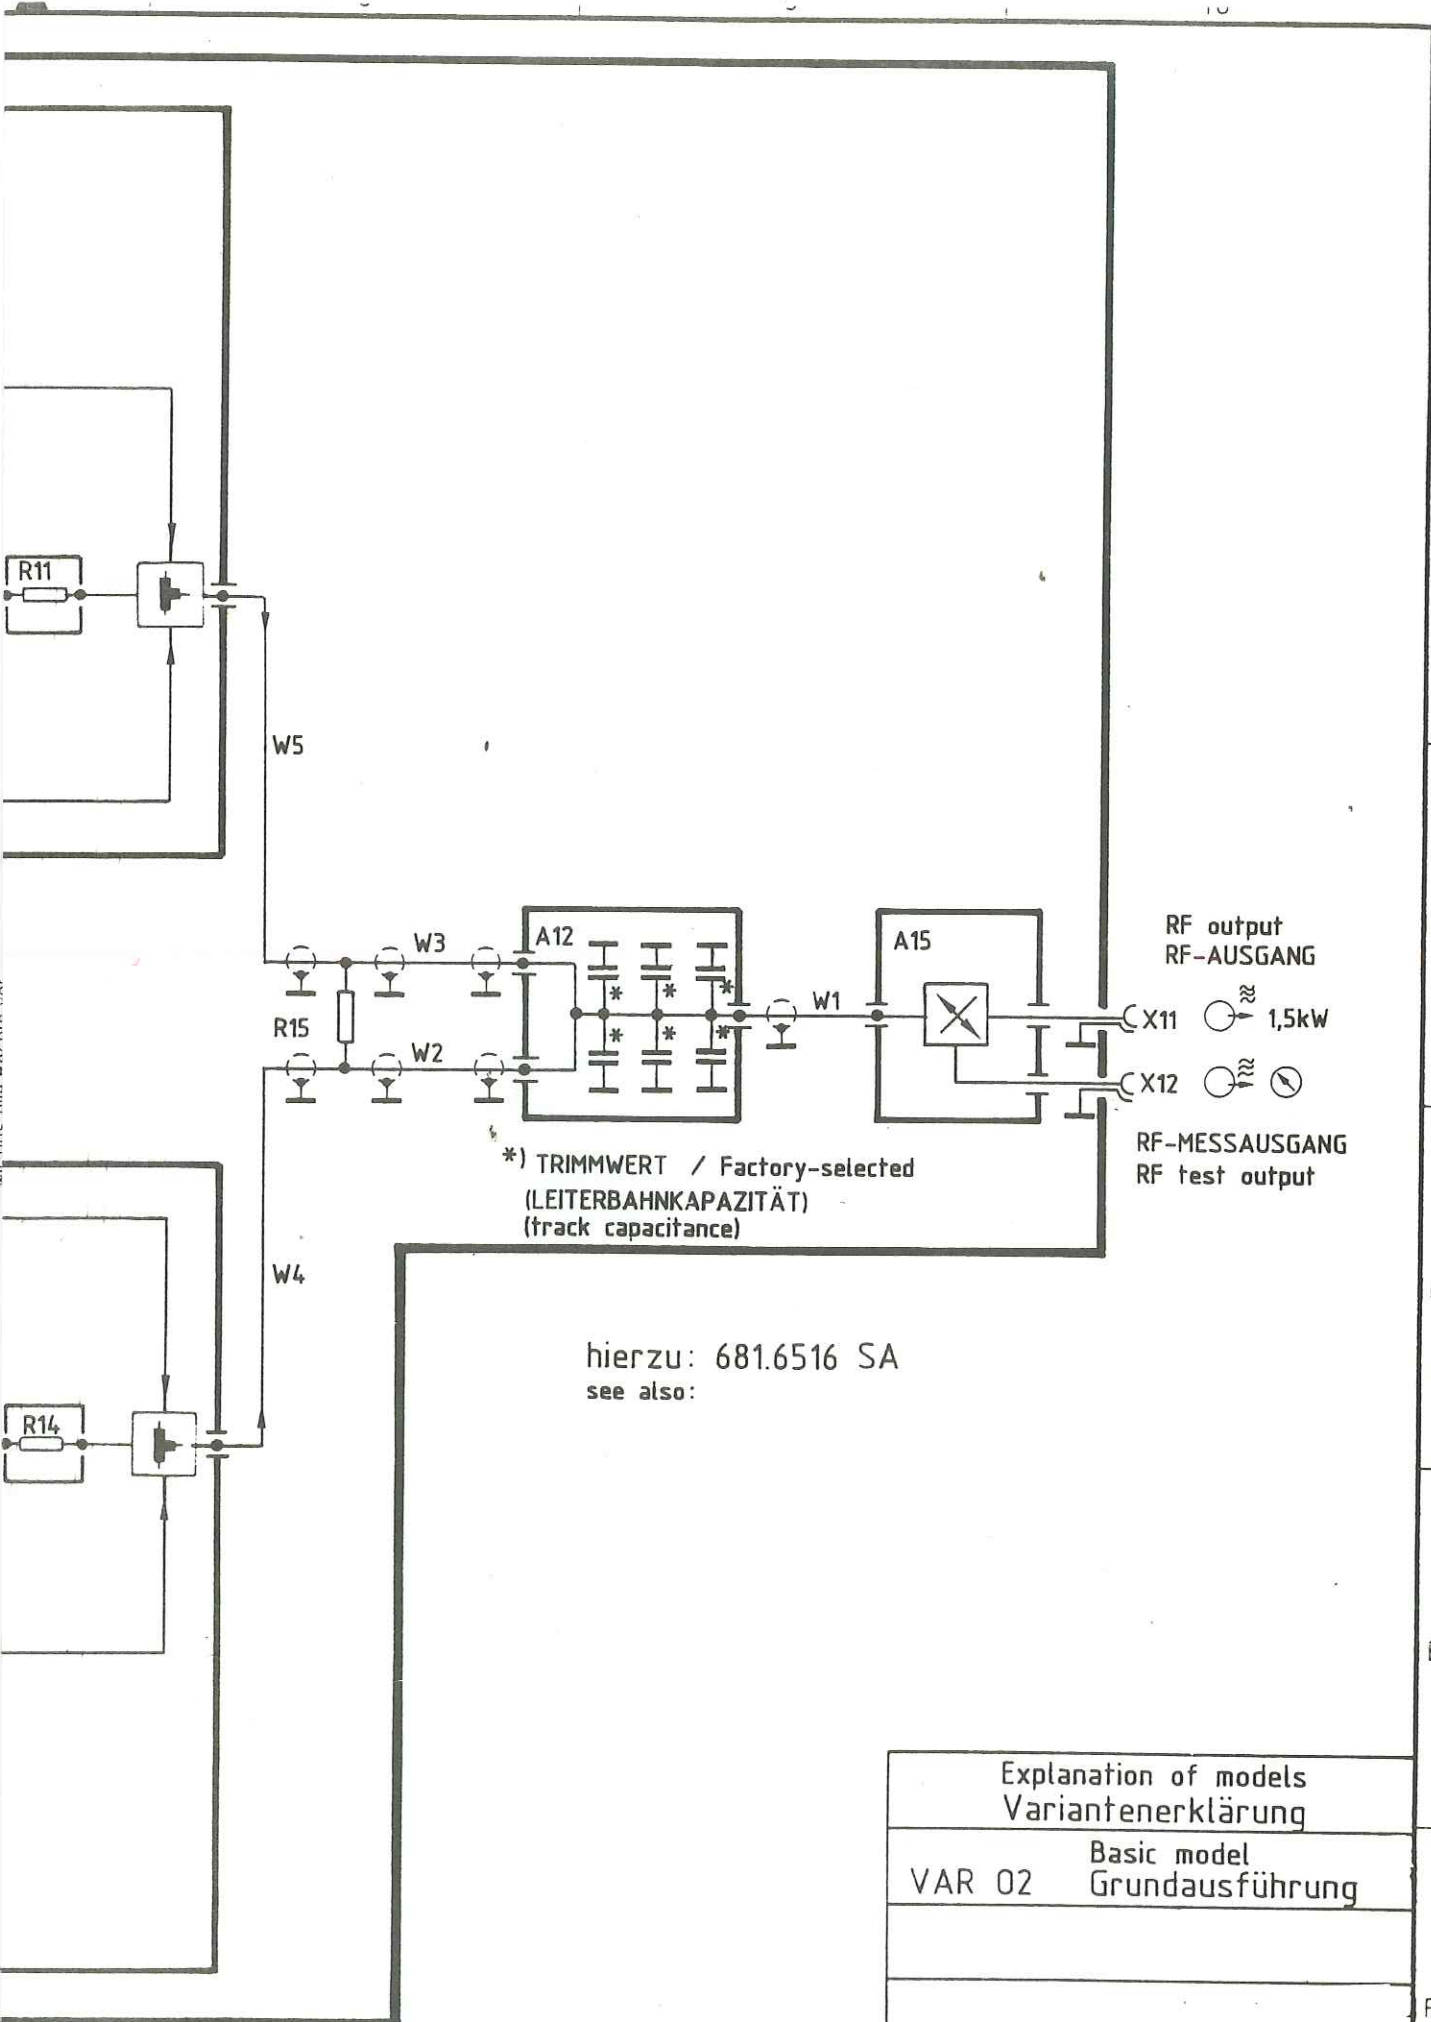 10
R11
W5
W3
A12
R15
W2
W1
A15
RF output
RF-AUSGANG
X11
1,5kW
X12
RF-MESSAUSGANG
RF test output
* * *
* * *
*) TRIMMWERT / Factory-selected
(LEITERBAHNKAPAZITÄT)
(track capacitance)
W4
hierzu: 681.6516 SA
see also:
R14
Explanation of models
Variantenerklärung
Basic model
VAR 02 Grundausführung